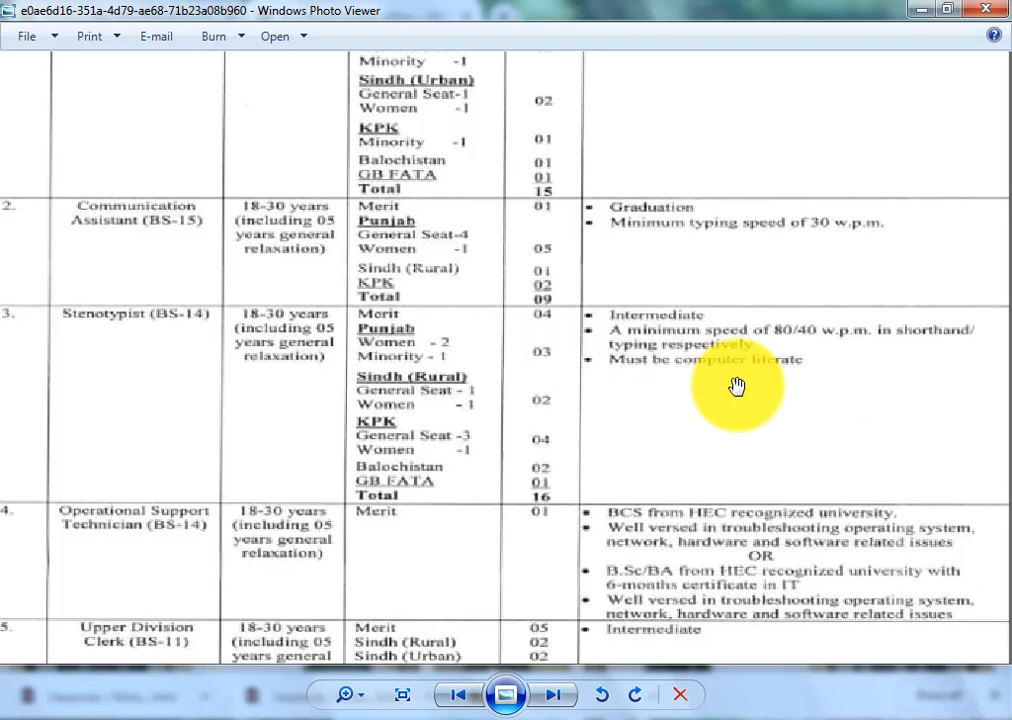 e0ae6d16-351a-4d79-ae68-71b23a08b960 - Windows Photo Viewer
File Print E-mail Burn Open
Minority -1
Sindh (Urban)
General Seat-1
Women -1
02
KPK
Minority -1
01
Balochistan 01
GB FATA 01
Total 15
2. Communication Assistant (BS-15)
18-30 years
(including 05
years general
relaxation)
Merit 01
Punjab
General Seat-4
Women -1
05
Sindh (Rural) 01
KPK 02
Total 09
• Graduation
• Minimum typing speed of 30 w.p.m.
3. Stenotypist (BS-14)
18-30 years
(including 05
years general
relaxation)
Merit 04
Punjab
Women - 2
Minority - 1
03
Sindh (Rural)
General Seat - 1
Women - 1
02
KPK
General Seat -3
Women -1
04
Balochistan 02
GB FATA 01
Total 16
• Intermediate
• A minimum speed of 80/40 w.p.m. in shorthand/
typing respectively
• Must be computer literate
4. Operational Support
Technician (BS-14)
18-30 years
(including 05
years general
relaxation)
Merit 01
• BCS from HEC recognized university.
• Well versed in troubleshooting operating system,
network, hardware and software related issues
OR
• B.Sc/BA from HEC recognized university with
6-months certificate in IT
• Well versed in troubleshooting operating system,
network, hardware and software related issues
5. Upper Division
Clerk (BS-11)
18-30 years
(including 05
years general
Merit 05
Sindh (Rural) 02
Sindh (Urban) 02
• Intermediate